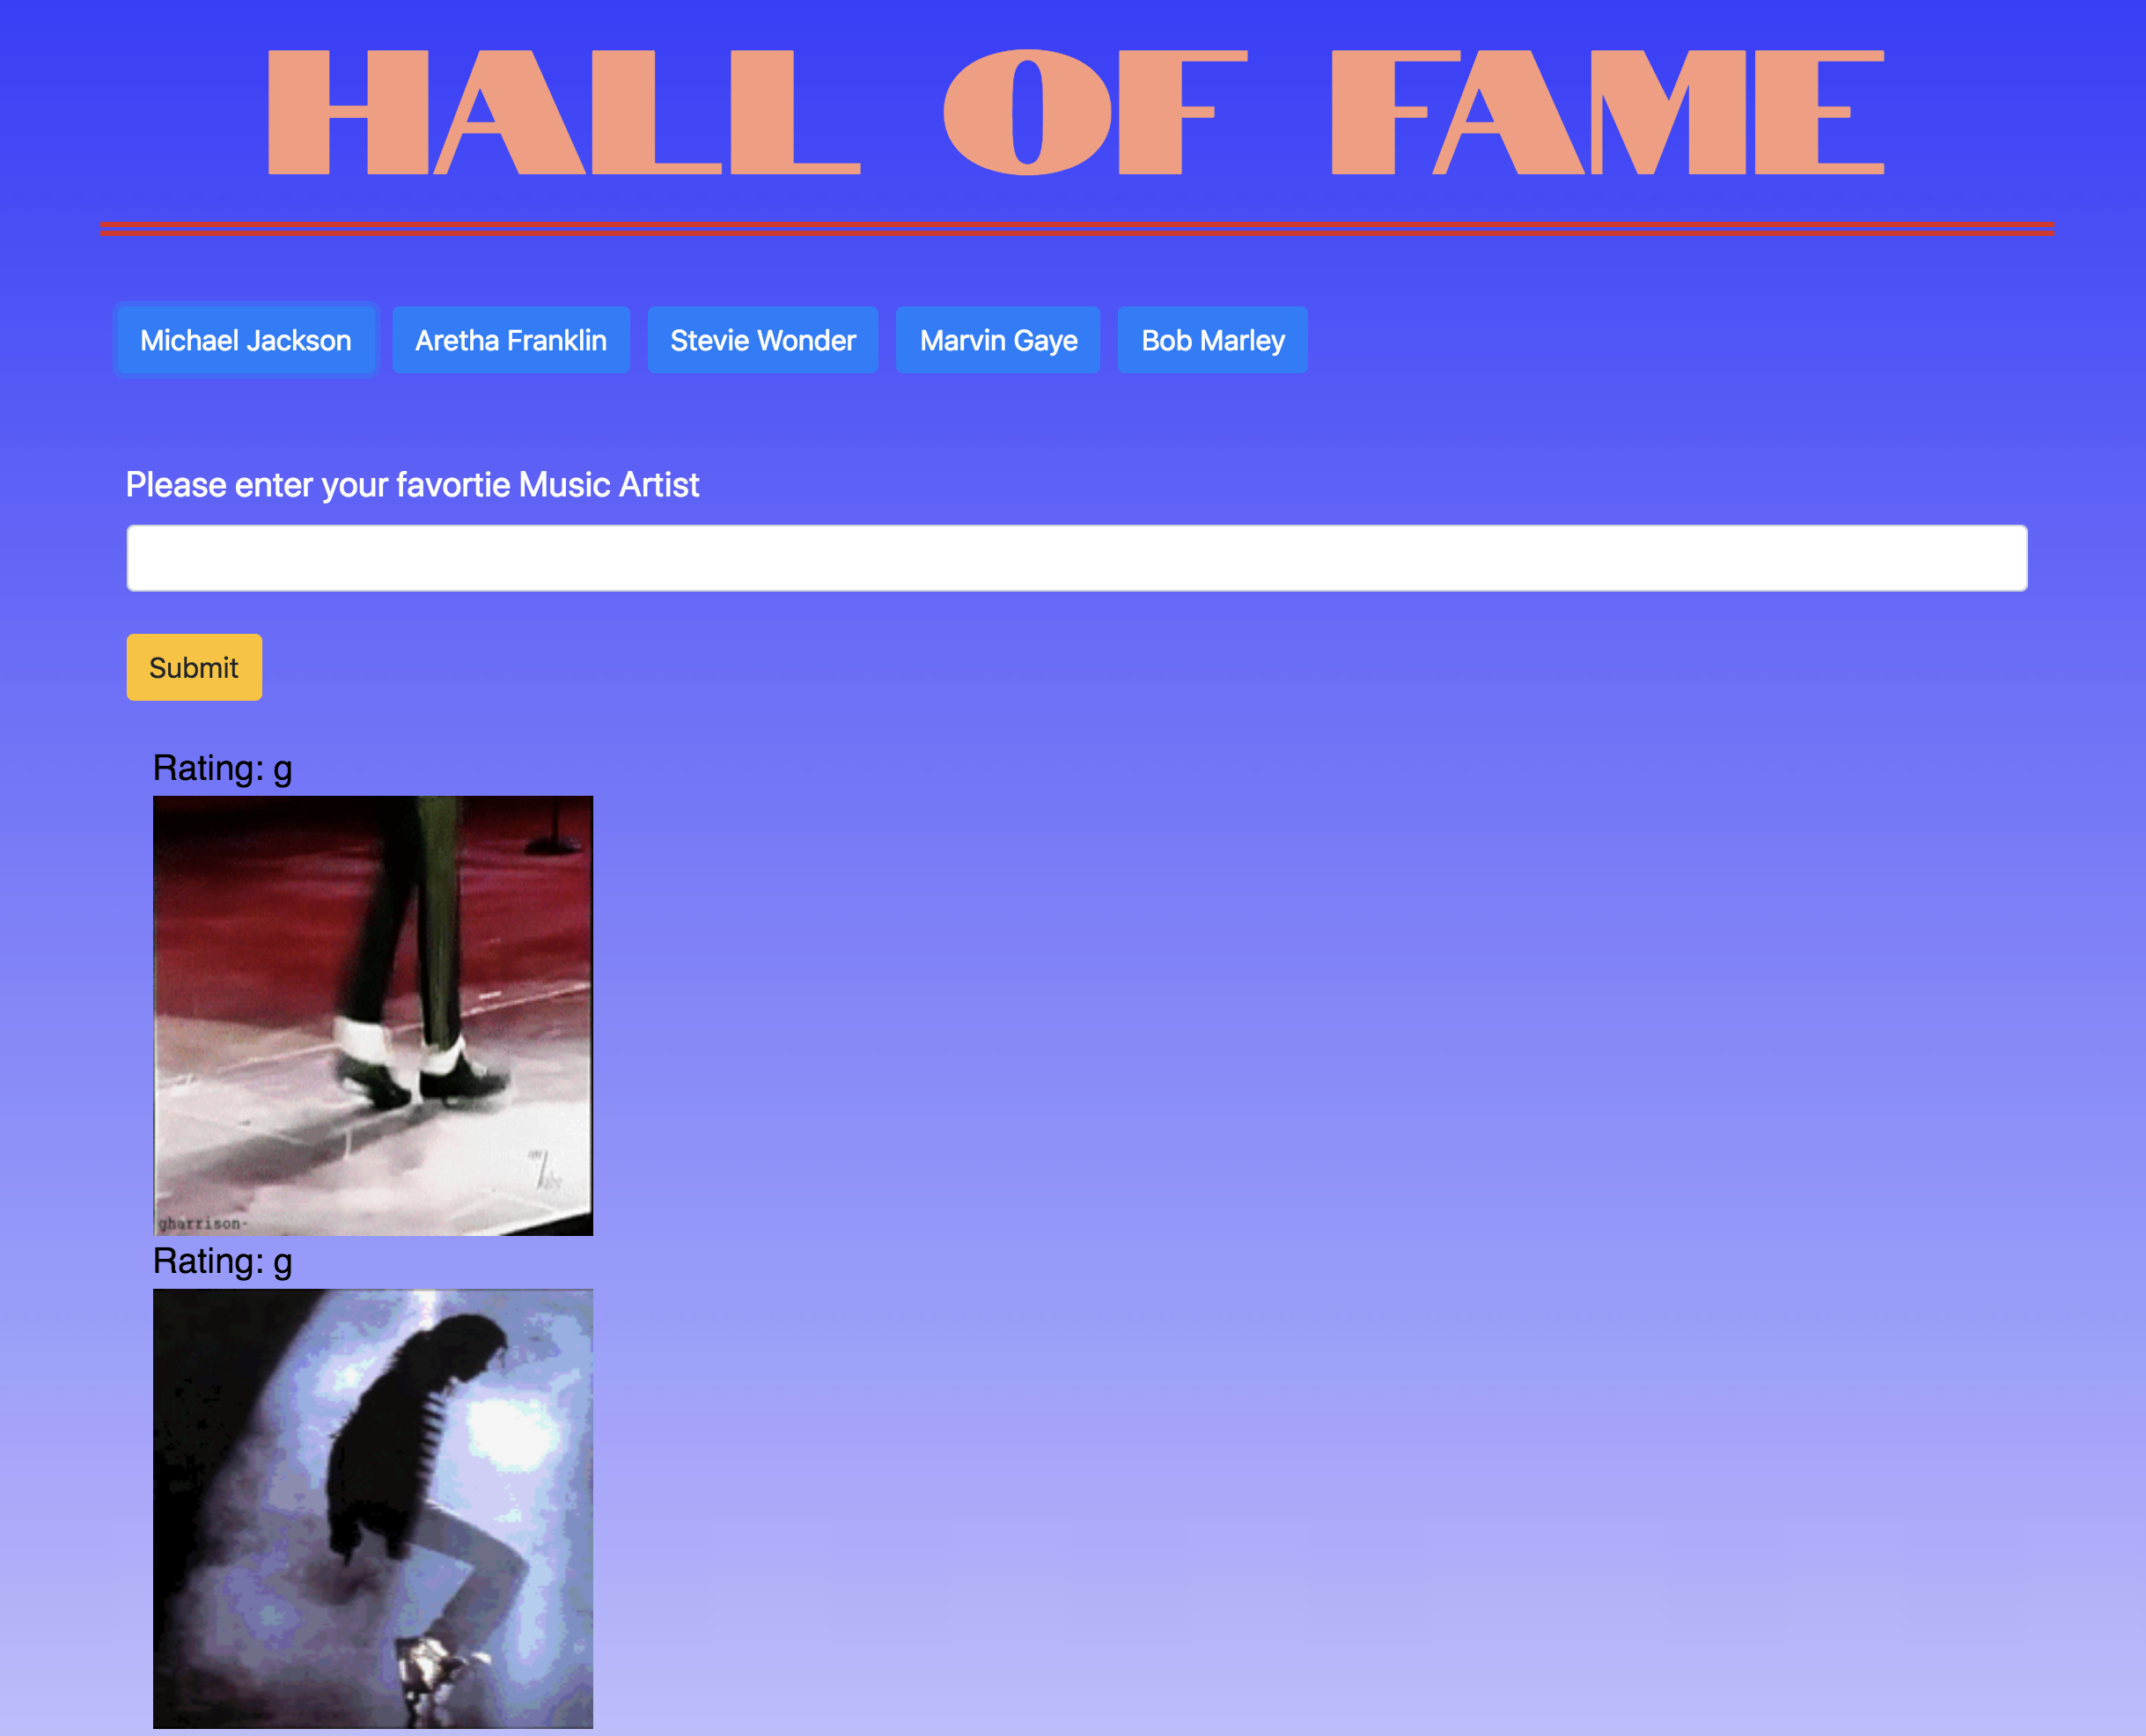 HALL OF FAME
Michael Jackson Aretha Franklin Stevie Wonder Marvin Gaye Bob Marley
Please enter your favortie Music Artist
Submit
Rating: g
gharrison-
Rating: g